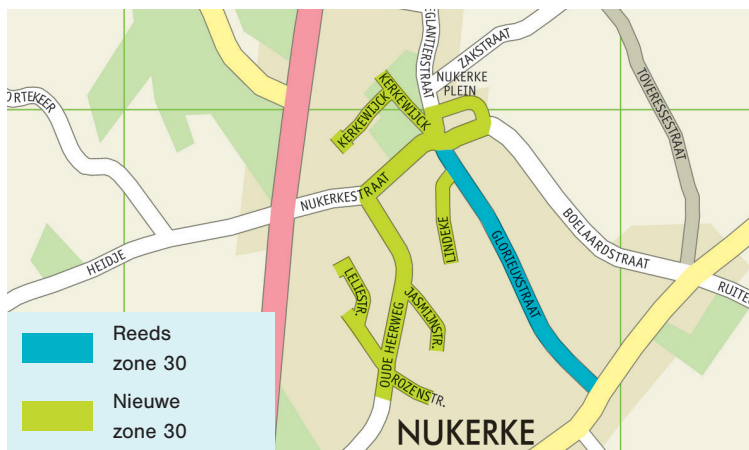 EGLANTIERSTRAAT
ZAKSTRAAT
NUKERKE
PLEIN
TOVERESSESTRAAT
ORTEKEER
KERKEWIJCK
KERKEWIJCK
NUKERKESTRAAT
LINDEKE
GLORIEUXSTRAAT
BOELAARDSTRAAT
HEIDJE
LELIESTR.
JASMIJNSTR.
OUDE HEERWEG
ROZENSTR.
RUITEG
Reeds
zone 30
Nieuwe
zone 30
NUKERKE